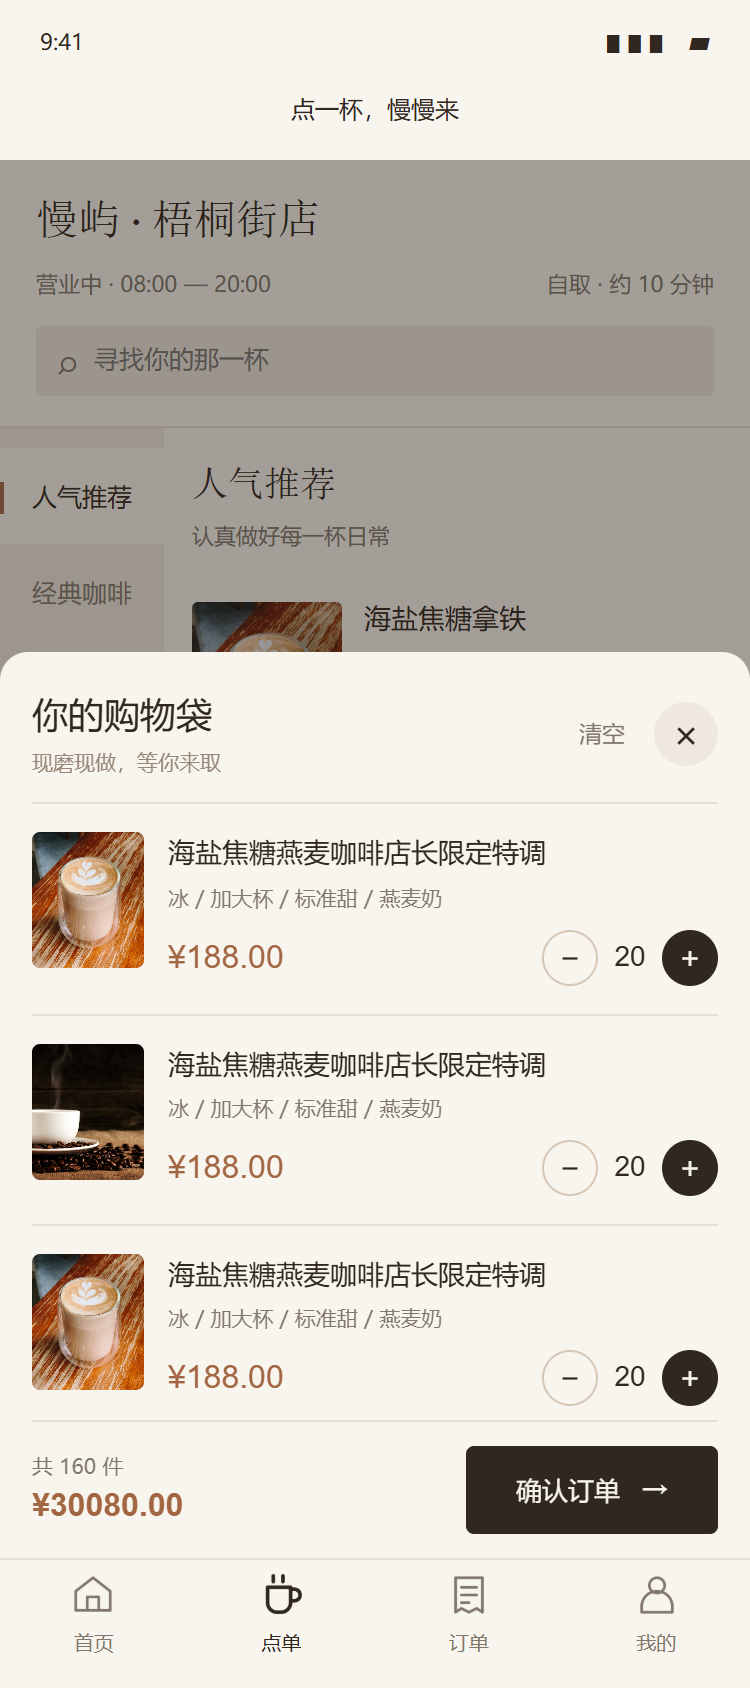 9:41
点一杯，慢慢来
慢屿 · 梧桐街店
营业中 · 08:00 — 20:00
自取 · 约 10 分钟
寻找你的那一杯
人气推荐
经典咖啡
人气推荐
认真做好每一杯日常
海盐焦糖拿铁
你的购物袋
现磨现做，等你来取
清空
海盐焦糖燕麦咖啡店长限定特调
冰 / 加大杯 / 标准甜 / 燕麦奶
¥188.00
20
海盐焦糖燕麦咖啡店长限定特调
冰 / 加大杯 / 标准甜 / 燕麦奶
¥188.00
20
海盐焦糖燕麦咖啡店长限定特调
冰 / 加大杯 / 标准甜 / 燕麦奶
¥188.00
20
共 160 件
¥30080.00
确认订单 →
首页
点单
订单
我的